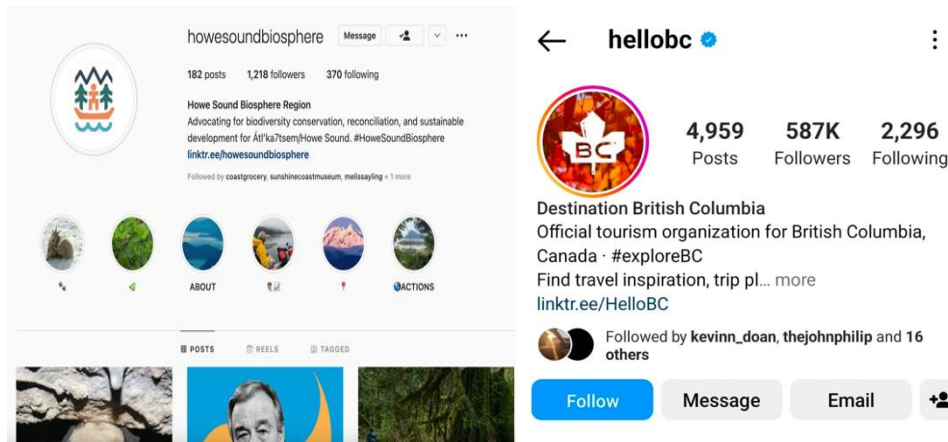 howesoundbiosphere
Message
182 posts 1,218 followers 370 following
Howe Sound Biosphere Region
Advocating for biodiversity conservation, reconciliation, and sustainable
development for Átl'ka7tsem/Howe Sound. #HoweSoundBiosphere
linktr.ee/howesoundbiosphere
Followed by coastgrocery, sunshinecoastmuseum, melissayling + 1 more
ABOUT
ACTIONS
POSTS REELS TAGGED
hellobc
BC
4,959 587K 2,296
Posts Followers Following
Destination British Columbia
Official tourism organization for British Columbia,
Canada · #exploreBC
Find travel inspiration, trip pl... more
linktr.ee/HelloBC
Followed by kevinn_doan, thejohnphilip and 16
others
Follow Message Email